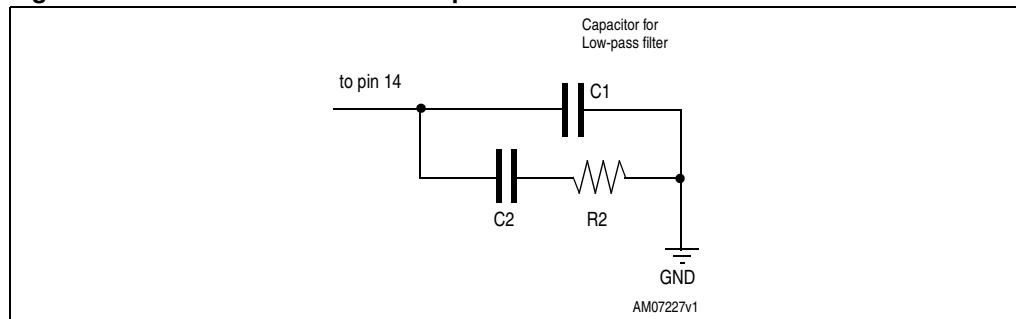 Capacitor for
Low-pass filter
to pin 14
C1
C2
R2
GND
AM07227v1